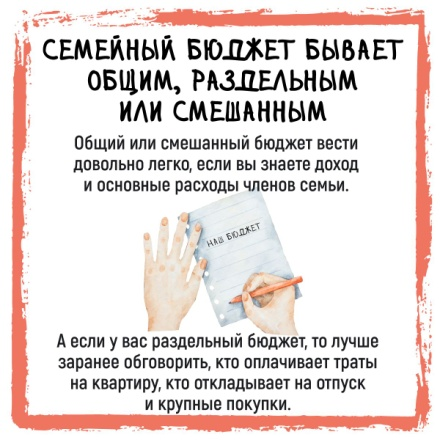 СЕМЕЙНЫЙ БЮДЖЕТ БЫВАЕТ
ОБЩИМ, РАЗДЕЛЬНЫМ
ИЛИ СМЕШАННЫМ
Общий или смешанный бюджет вести
довольно легко, если вы знаете доход
и основные расходы членов семьи.
НАШ БЮДЖЕТ
А если у вас раздельный бюджет, то лучше
заранее обговорить, кто оплачивает траты
на квартиру, кто откладывает на отпуск
и крупные покупки.